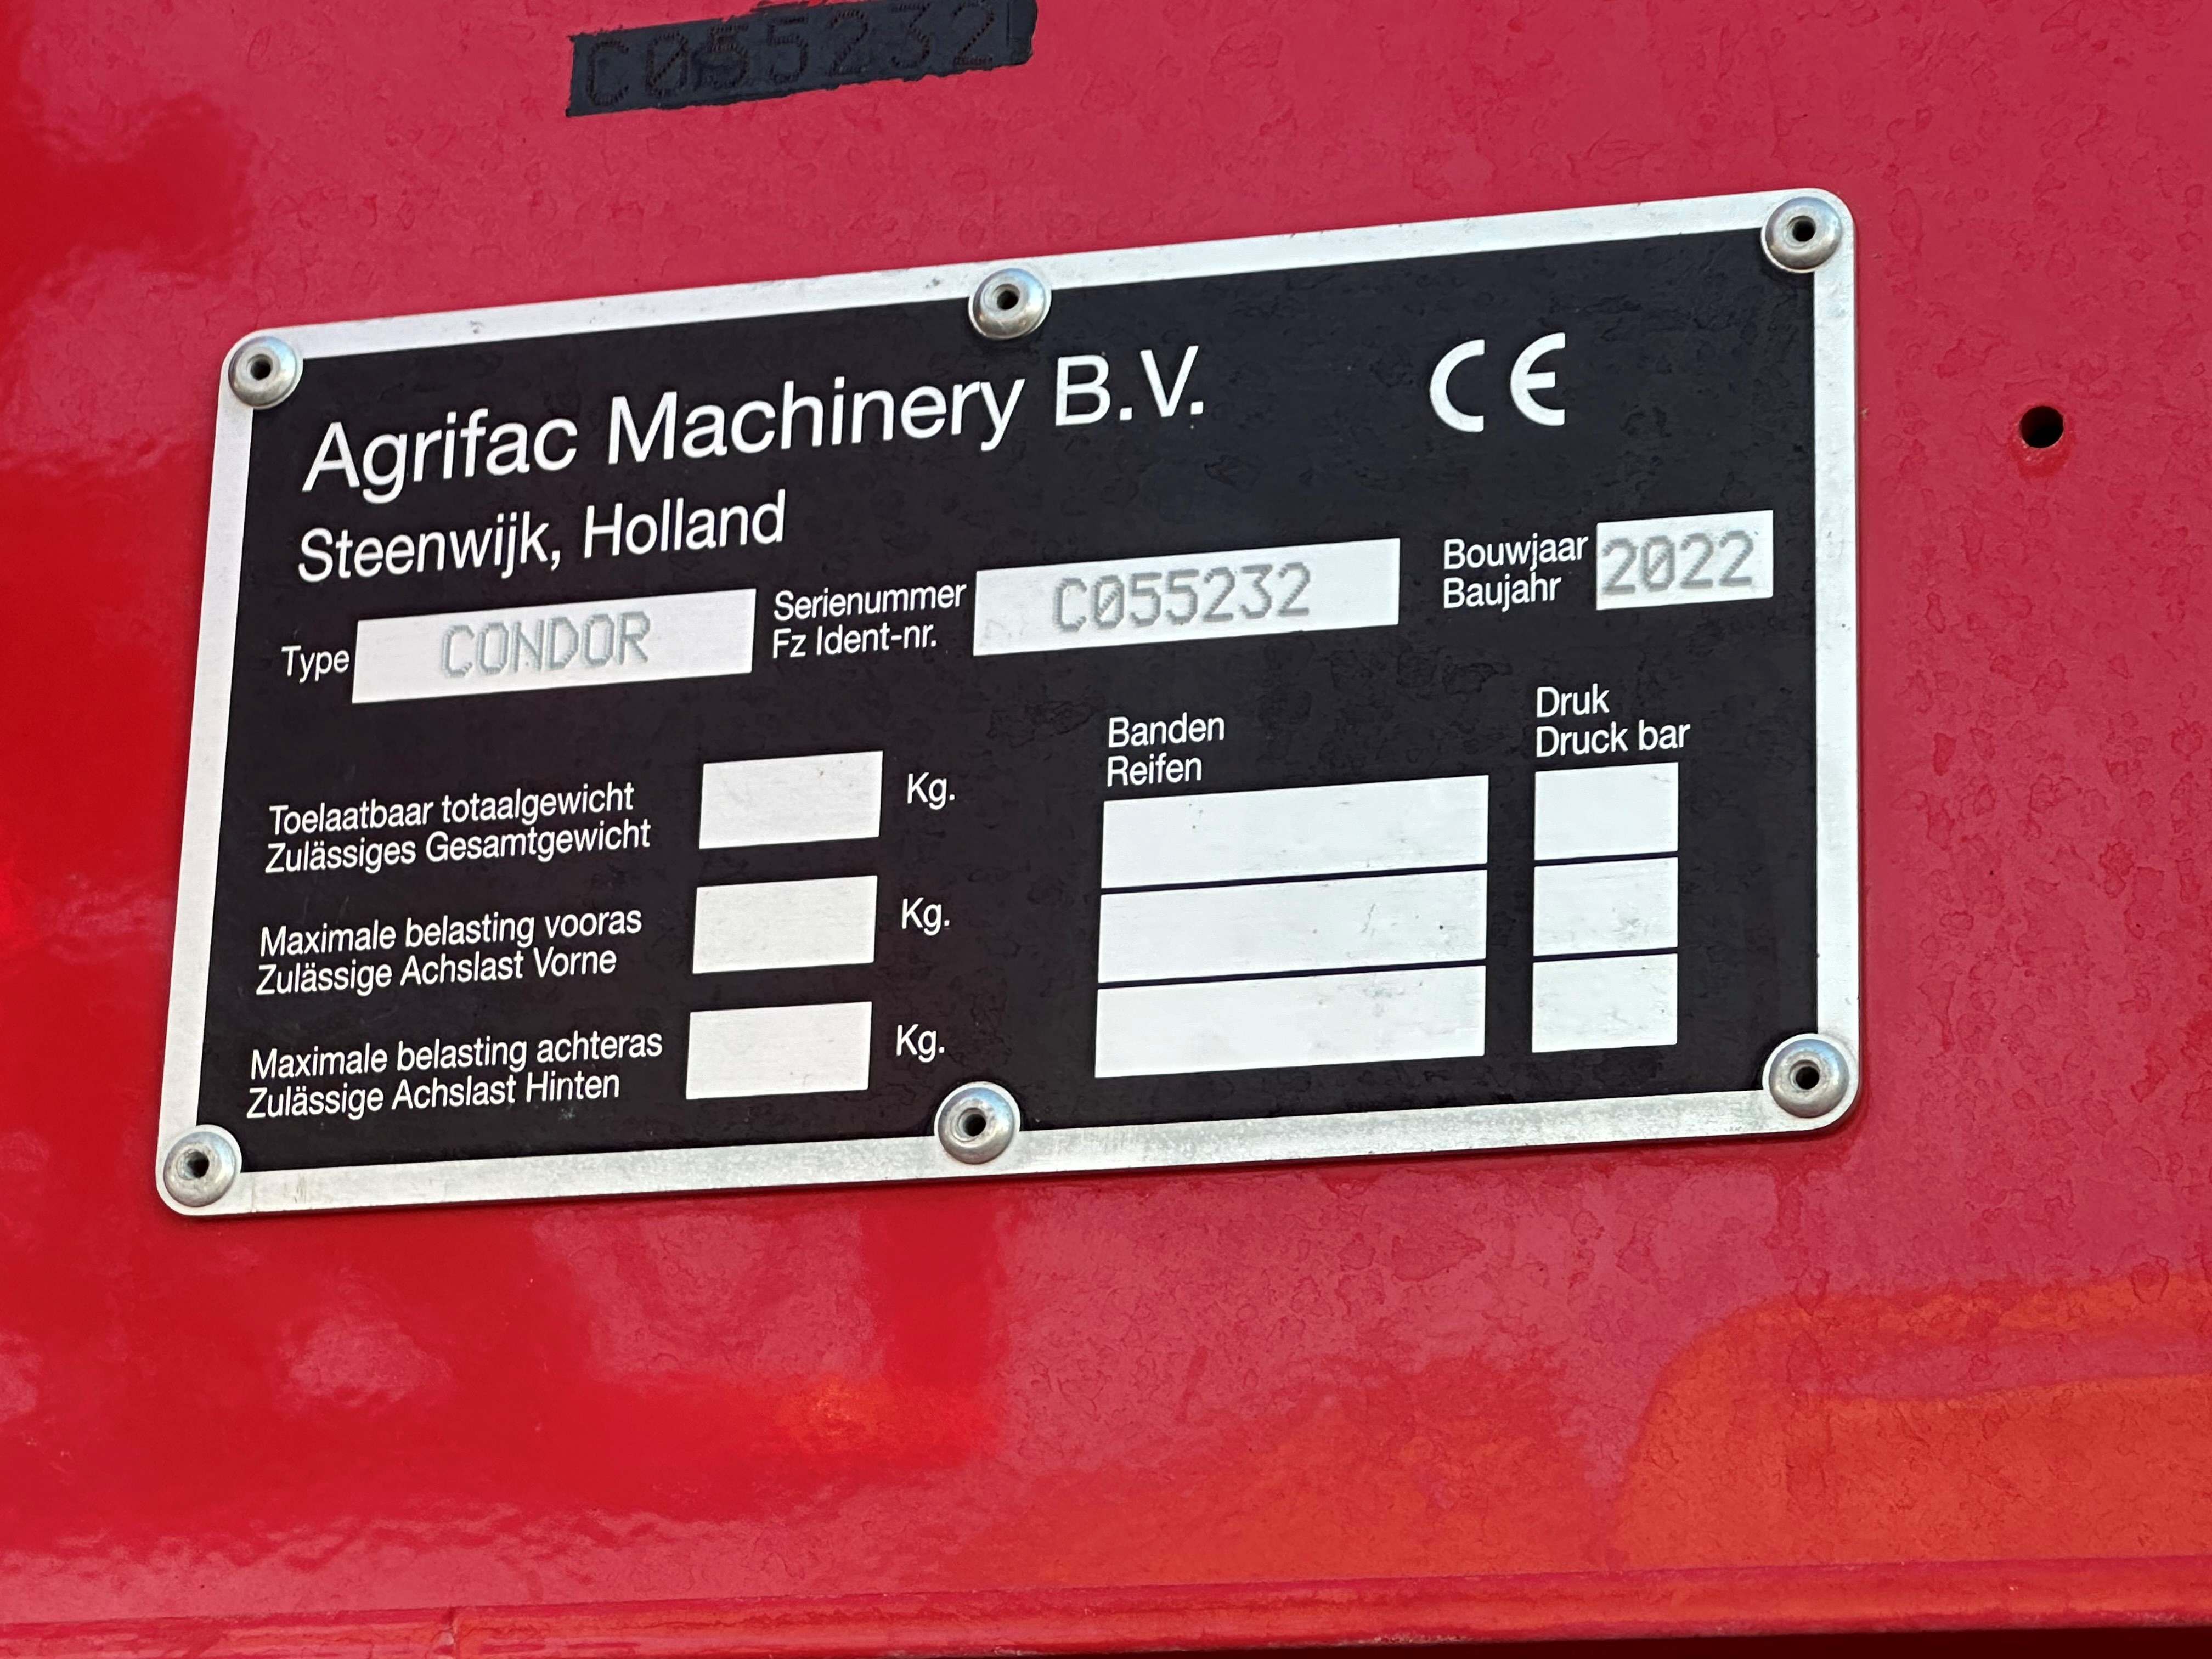 C055232
Agrifac Machinery B.V. CE
Steenwijk, Holland
Type CONDOR Serienummer C055232 Bouwjaar 2022
Fz Ident-nr. Baujahr
Banden Druk
Reifen Druck bar
Toelaatbaar totaalgewicht Kg.
Zulässiges Gesamtgewicht
Maximale belasting vooras Kg.
Zulässige Achslast Vorne
Maximale belasting achteras Kg.
Zulässige Achslast Hinten